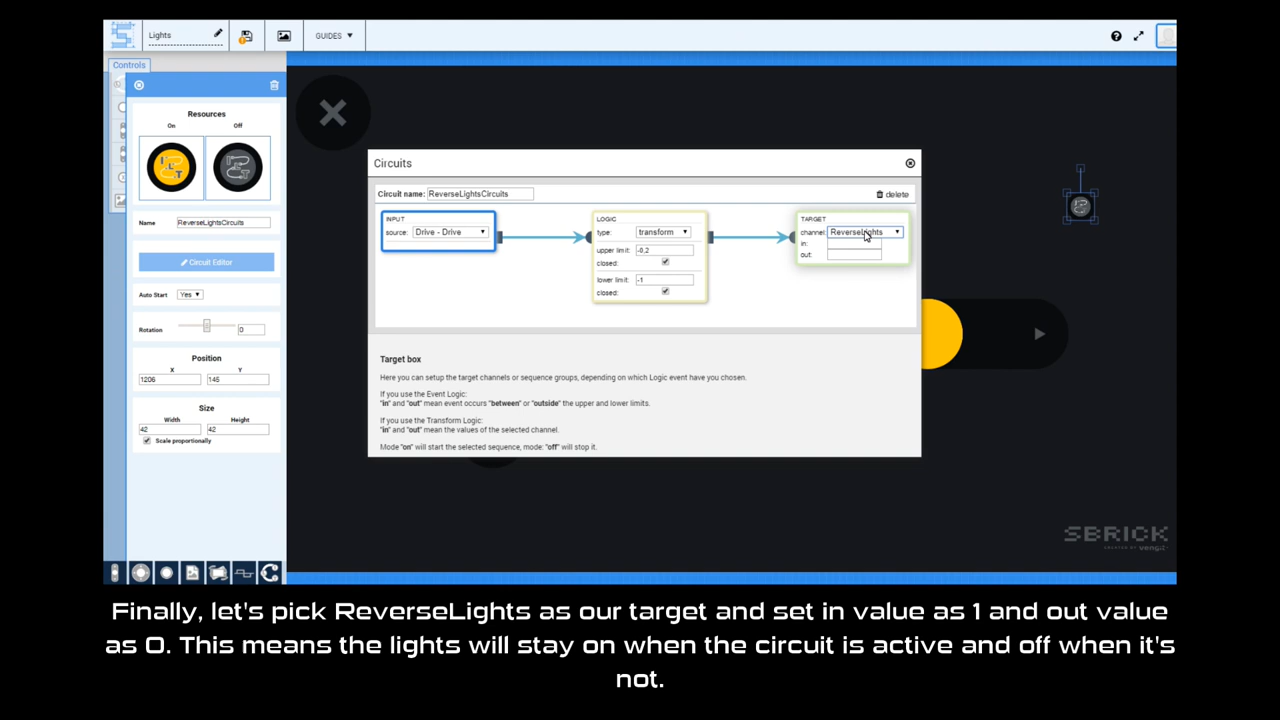 Lights
GUIDES ▼
Controls
Resources
On Off
Name ReverseLightsCircuits
Circuit Editor
Auto Start Yes
Rotation 0
Position
X Y
1206 145
Size
Width Height
42 42
Scale proportionally
Circuits
Circuit name: ReverseLightsCircuits delete
INPUT
source: Drive - Drive
LOGIC
type: transform
upper limit: -0,2
closed:
lower limit: -1
closed:
TARGET
channel: ReverseLights
in:
out:
Target box
Here you can setup the target channels or sequence groups, depending on which Logic event have you chosen.
If you use the Event Logic:
"in" and "out" mean event occurs "between" or "outside" the upper and lower limits.
If you use the Transform Logic:
"in" and "out" mean the values of the selected channel.
Mode "on" will start the selected sequence, mode: "off" will stop it.
SBRICK
CREATED BY vengit
Finally, let's pick ReverseLights as our target and set in value as 1 and out value
as 0. This means the lights will stay on when the circuit is active and off when it's
not.